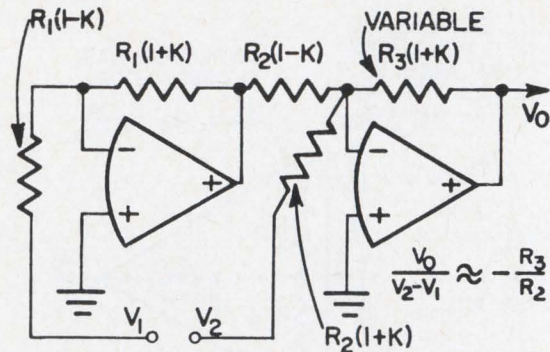 R₁(1-K)
R₁(1+K)
R₂(1-K)
VARIABLE
R₃(1+K)
V₀
-
+
+
-
+
+
V₁
V₂
R₂(1+K)
V₀/(V₂-V₁) ≈ - R₃/R₂